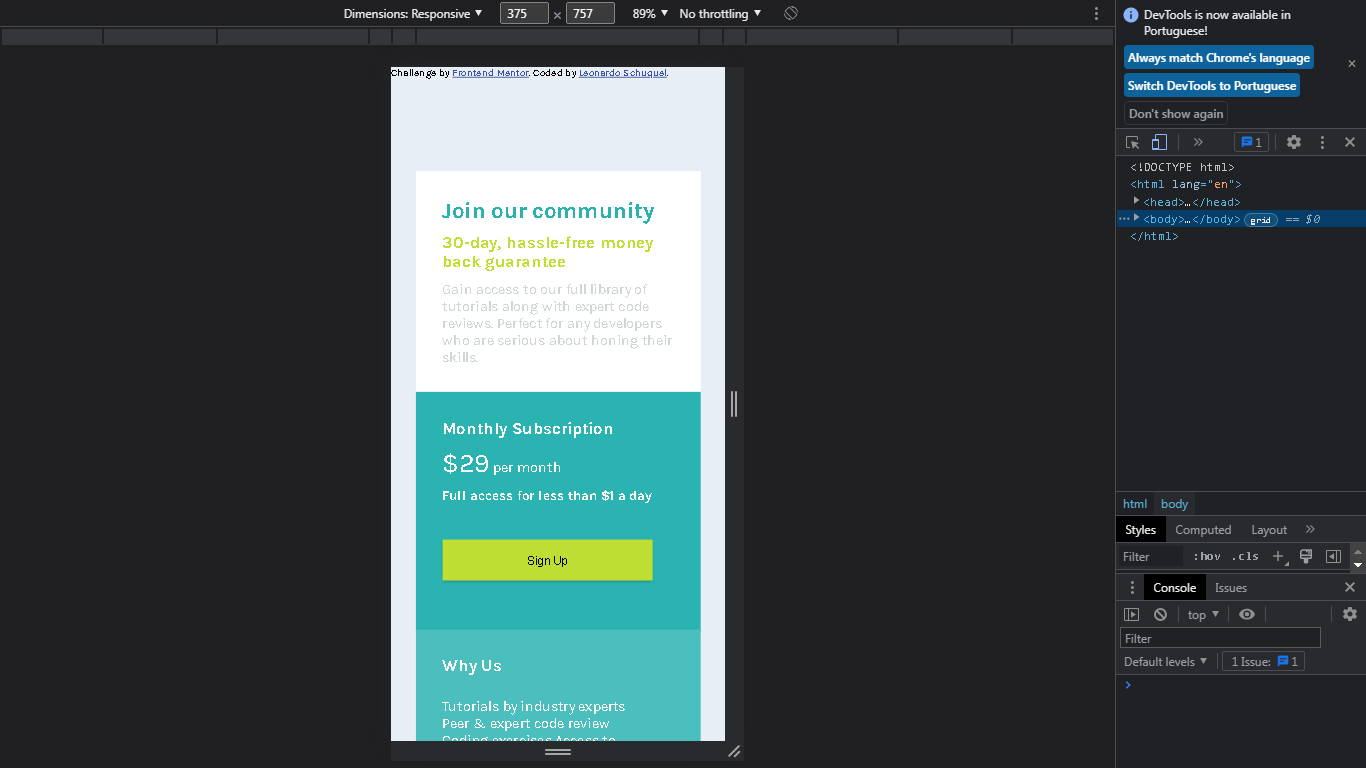 Dimensions: Responsive 375 × 757 89% No throttling
DevTools is now available in
Portuguese!
Always match Chrome's language
Switch DevTools to Portuguese
Don't show again
1
Challenge by Frontend Mentor. Coded by Leonardo Schuquel.
Join our community
30-day, hassle-free money
back guarantee
Gain access to our full library of
tutorials along with expert code
reviews. Perfect for any developers
who are serious about honing their
skills.
Monthly Subscription
$29 per month
Full access for less than $1 a day
Sign Up
Why Us
Tutorials by industry experts
Peer & expert code review
Coding exercises Access to
<!DOCTYPE html>
<html lang="en">
<head>…</head>
<body>…</body> grid == $0
</html>
html body
Styles Computed Layout
Filter :hov .cls
Console Issues
top
Filter
Default levels 1 Issue: 1